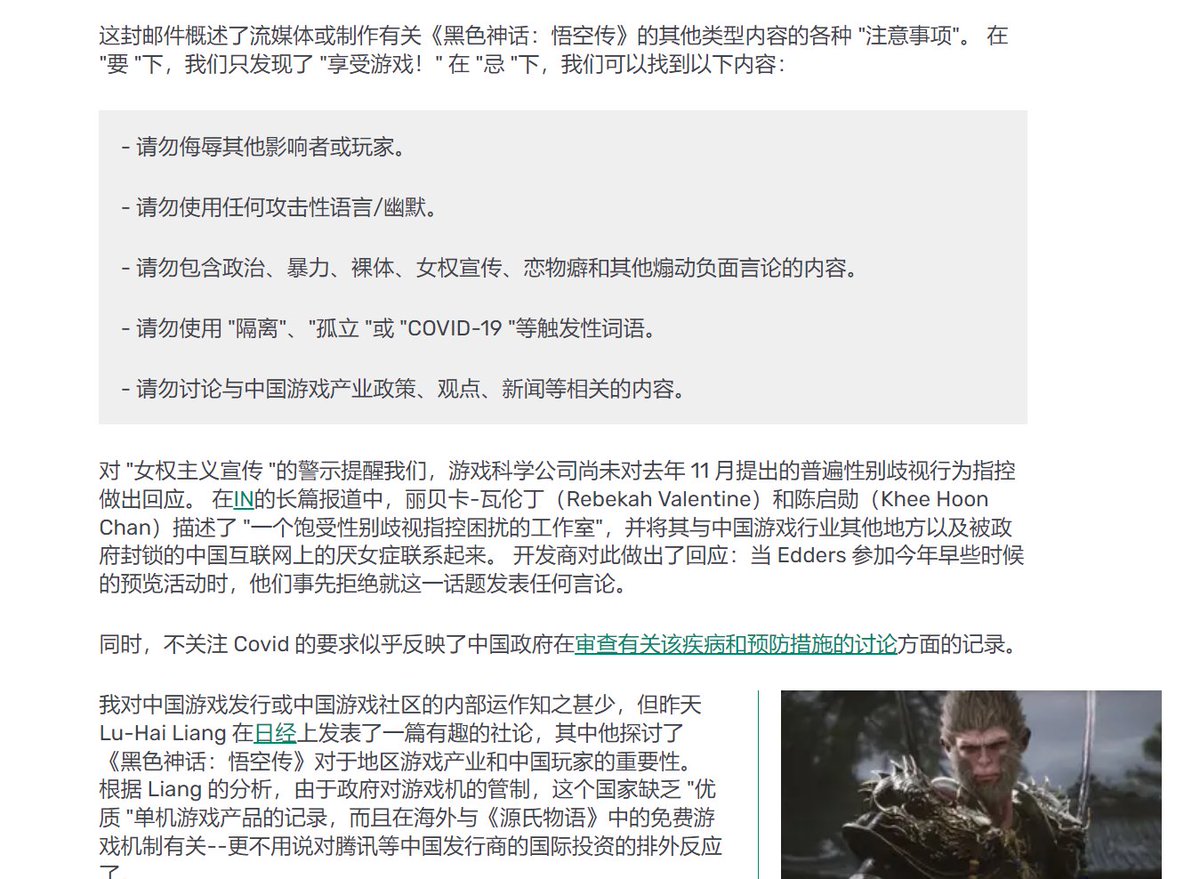 这封邮件概述了流媒体或制作有关《黑色神话：悟空传》的其他类型内容的各种 "注意事项"。 在
"要 "下，我们只发现了 "享受游戏！" 在 "忌 "下，我们可以找到以下内容：
- 请勿侮辱其他影响者或玩家。
- 请勿使用任何攻击性语言/幽默。
- 请勿包含政治、暴力、裸体、女权宣传、恋物癖和其他煽动负面言论的内容。
- 请勿使用 "隔离"、"孤立 "或 "COVID-19 "等触发性词语。
- 请勿讨论与中国游戏产业政策、观点、新闻等相关的内容。
对 "女权主义宣传 "的警示提醒我们，游戏科学公司尚未对去年 11 月提出的普遍性别歧视行为指控
做出回应。 在IN的长篇报道中，丽贝卡-瓦伦丁（Rebekah Valentine）和陈启勋（Khee Hoon
Chan）描述了 "一个饱受性别歧视指控困扰的工作室"，并将其与中国游戏行业其他地方以及被政
府封锁的中国互联网上的厌女症联系起来。 开发商对此做出了回应：当 Edders 参加今年早些时候
的预览活动时，他们事先拒绝就这一话题发表任何言论。
同时，不关注 Covid 的要求似乎反映了中国政府在审查有关该疾病和预防措施的讨论方面的记录。
我对中国游戏发行或中国游戏社区的内部运作知之甚少，但昨天
Lu-Hai Liang 在日经上发表了一篇有趣的社论，其中他探讨了
《黑色神话：悟空传》对于地区游戏产业和中国玩家的重要性。
根据 Liang 的分析，由于政府对游戏机的管制，这个国家缺乏 "优
质 "单机游戏产品的记录，而且在海外与《源氏物语》中的免费游
戏机制有关--更不用说对腾讯等中国发行商的国际投资的排外反应
了